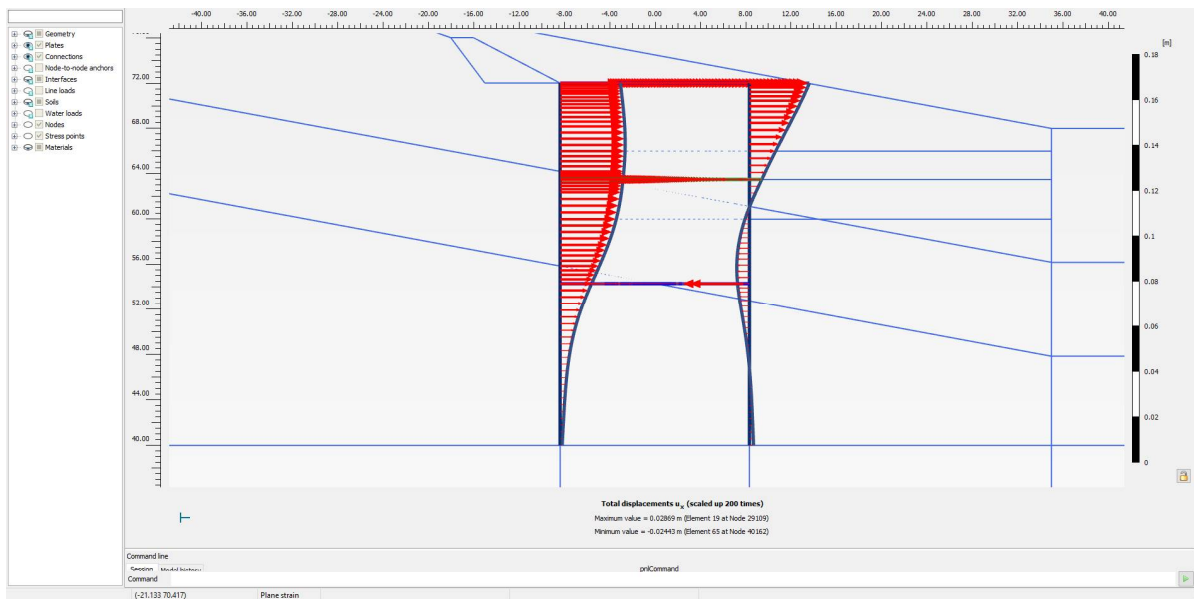 -40.00 -36.00 -32.00 -28.00 -24.00 -20.00 -16.00 -12.00 -8.00 -4.00 0.00 4.00 8.00 12.00 16.00 20.00 24.00 28.00 32.00 36.00 40.00
Geometry
Plates
Connections
Node-to-node anchors
Interfaces
Line loads
Soils
Water loads
Nodes
Stress points
Materials
72.00
68.00
64.00
60.00
56.00
52.00
48.00
44.00
40.00
[m]
0.18
0.16
0.14
0.12
0.1
0.08
0.06
0.04
0.02
0
Total displacements uₓ (scaled up 200 times)
Maximum value = 0.02869 m (Element 19 at Node 29109)
Minimum value = -0.02443 m (Element 65 at Node 40162)
Command line
Session Model history
pnlCommand
Command
(-21.133 70.417) Plane strain